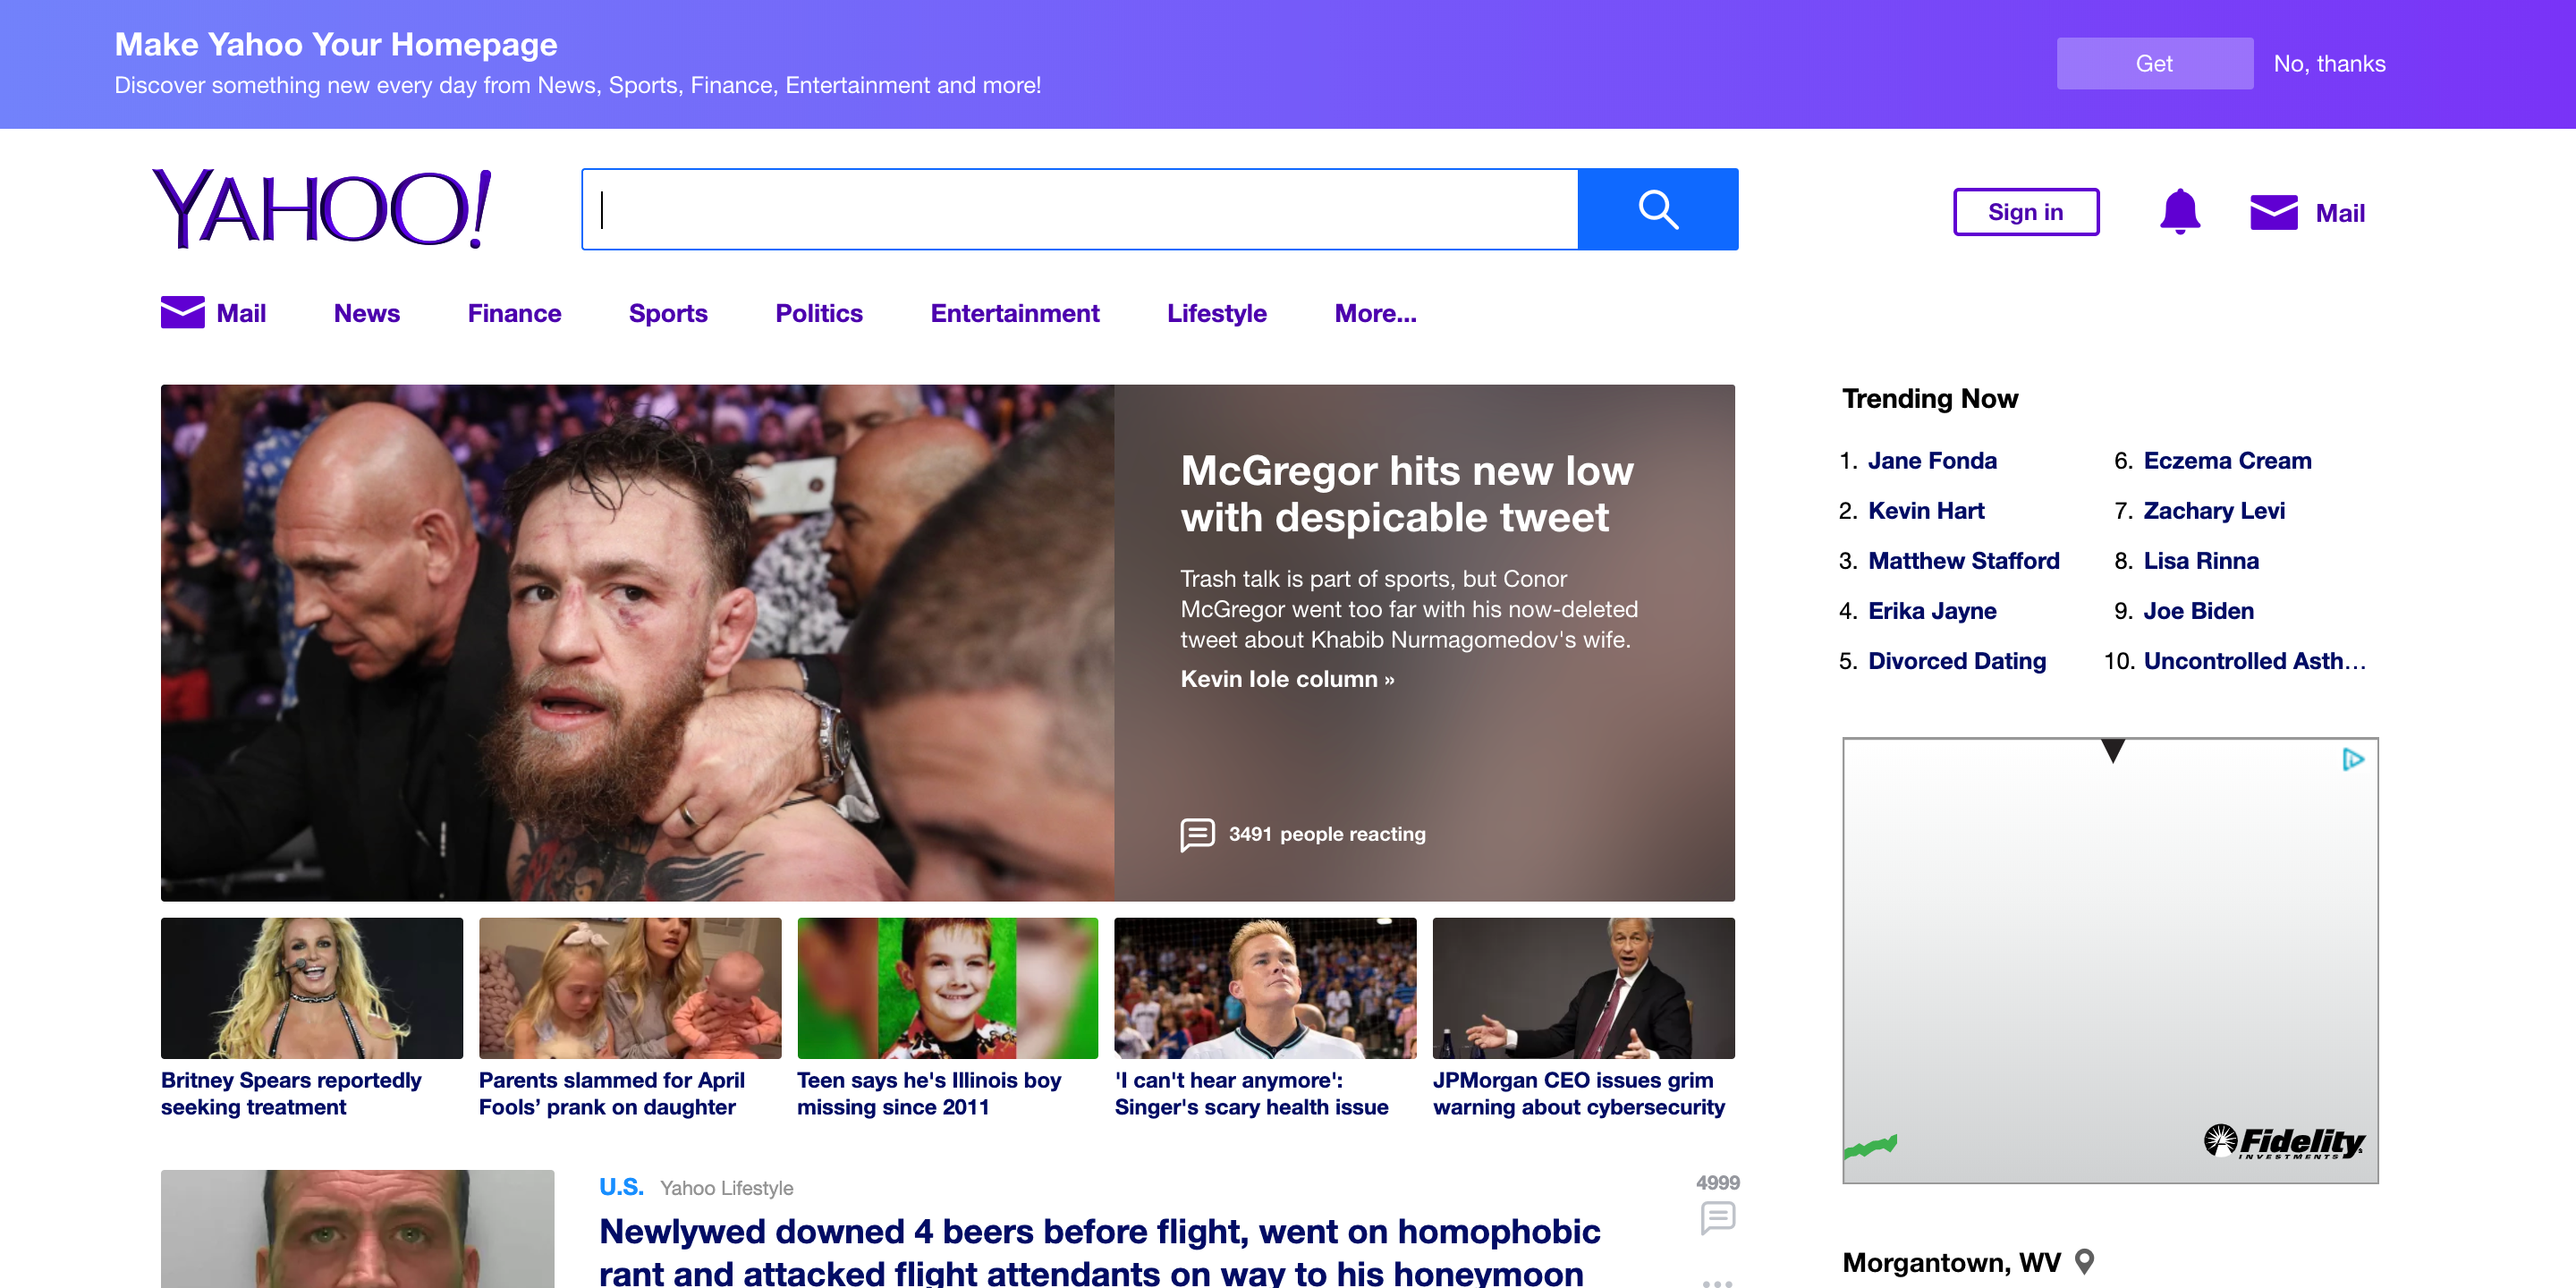 Make Yahoo Your Homepage
Discover something new every day from News, Sports, Finance, Entertainment and more!
Get
No, thanks
YAHOO!
Sign in
Mail
Mail
News
Finance
Sports
Politics
Entertainment
Lifestyle
More...
McGregor hits new low
with despicable tweet
Trash talk is part of sports, but Conor
McGregor went too far with his now-deleted
tweet about Khabib Nurmagomedov's wife.
Kevin Iole column »
3491 people reacting
Britney Spears reportedly
seeking treatment
Parents slammed for April
Fools’ prank on daughter
Teen says he's Illinois boy
missing since 2011
'I can't hear anymore':
Singer's scary health issue
JPMorgan CEO issues grim
warning about cybersecurity
U.S. Yahoo Lifestyle
4999
Newlywed downed 4 beers before flight, went on homophobic
rant and attacked flight attendants on way to his honeymoon
Trending Now
1. Jane Fonda
2. Kevin Hart
3. Matthew Stafford
4. Erika Jayne
5. Divorced Dating
6. Eczema Cream
7. Zachary Levi
8. Lisa Rinna
9. Joe Biden
10. Uncontrolled Asth...
Fidelity
INVESTMENTS
Morgantown, WV